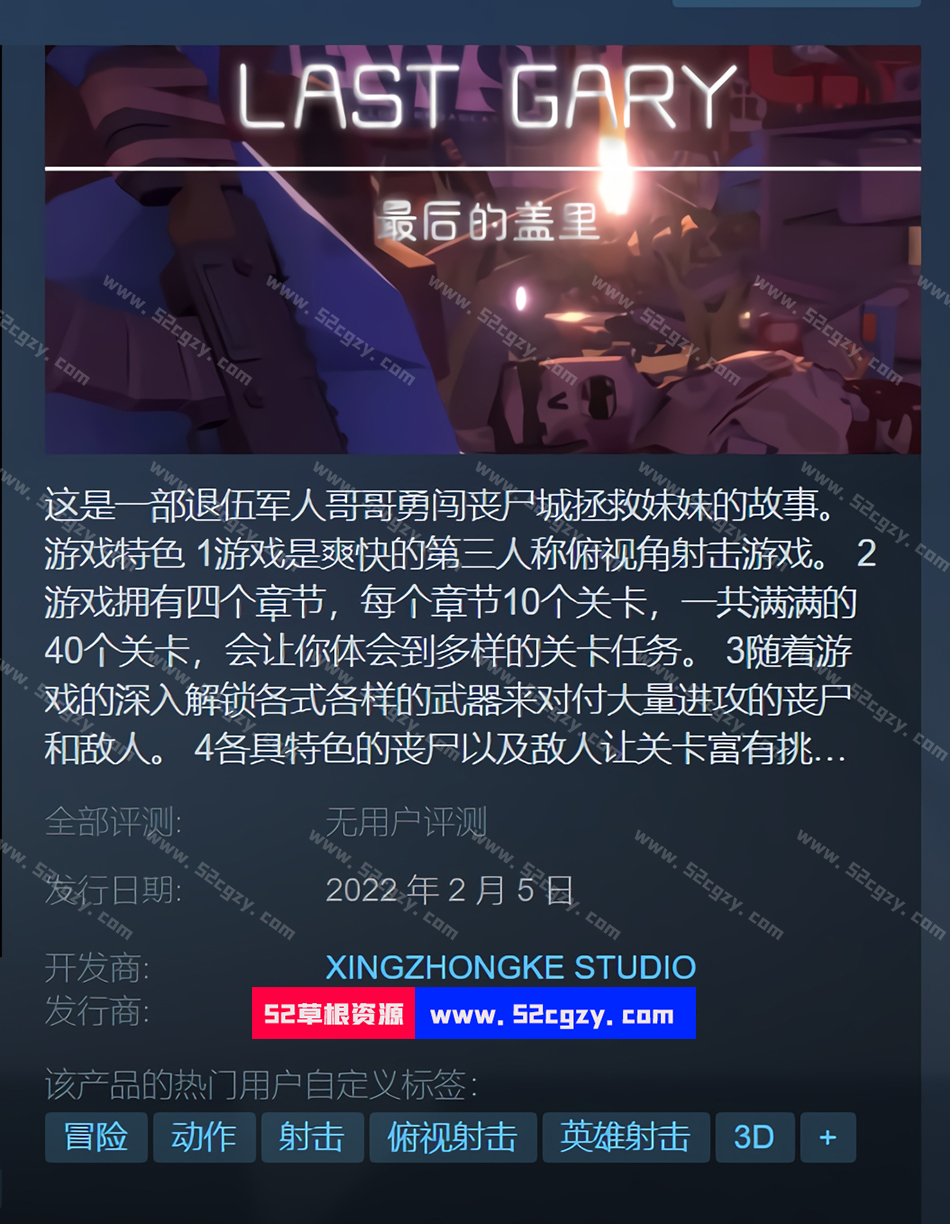 LAST GARY
最后的盖里
这是一部退伍军人哥哥勇闯丧尸城拯救妹妹的故事。
游戏特色 1游戏是爽快的第三人称俯视角射击游戏。 2
游戏拥有四个章节，每个章节10个关卡，一共满满的
40个关卡，会让你体会到多样的关卡任务。 3随着游
戏的深入解锁各式各样的武器来对付大量进攻的丧尸
和敌人。 4各具特色的丧尸以及敌人让关卡富有挑…
全部评测: 无用户评测
发行日期: 2022 年 2 月 5 日
开发商: XINGZHONGKE STUDIO
发行商:
52草根资源 www.52cgzy.com
该产品的热门用户自定义标签:
冒险 动作 射击 俯视射击 英雄射击 3D +
www.52cgzy.com